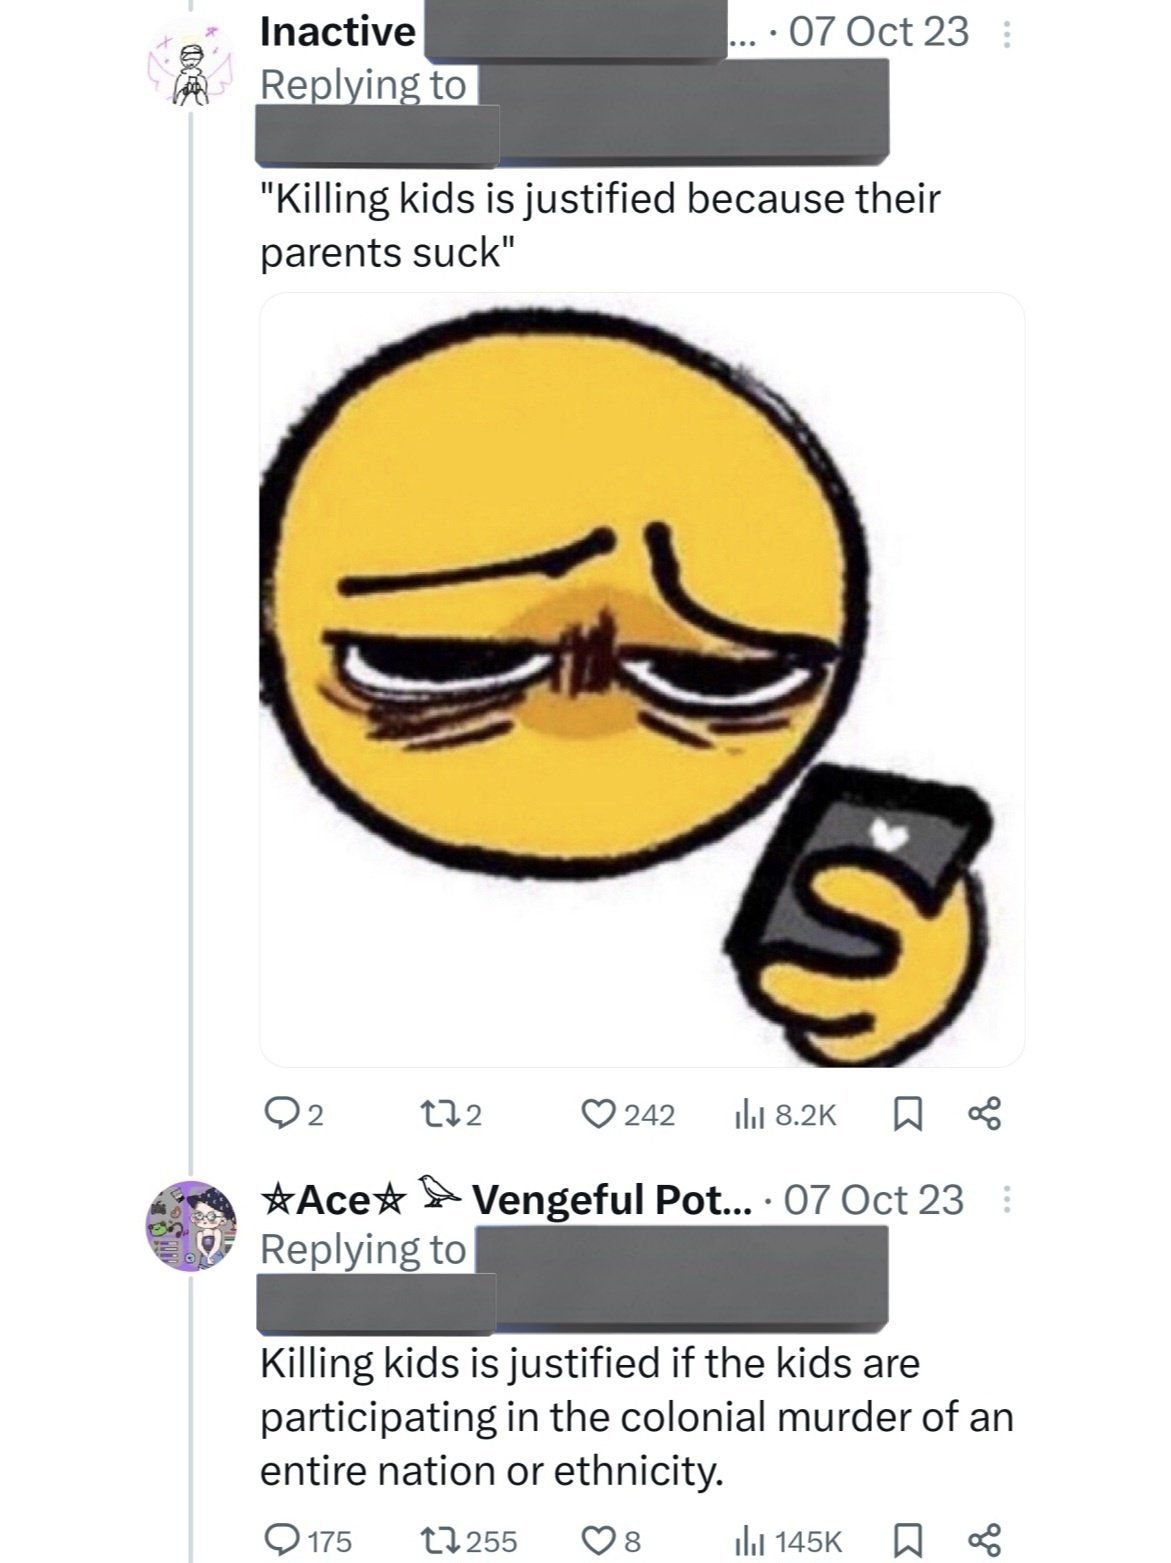 Inactive ... · 07 Oct 23
Replying to
"Killing kids is justified because their
parents suck"
2 2 242 8.2K
☆Ace☆ 𓅪 Vengeful Pot... · 07 Oct 23
Replying to
Killing kids is justified if the kids are
participating in the colonial murder of an
entire nation or ethnicity.
175 255 8 145K